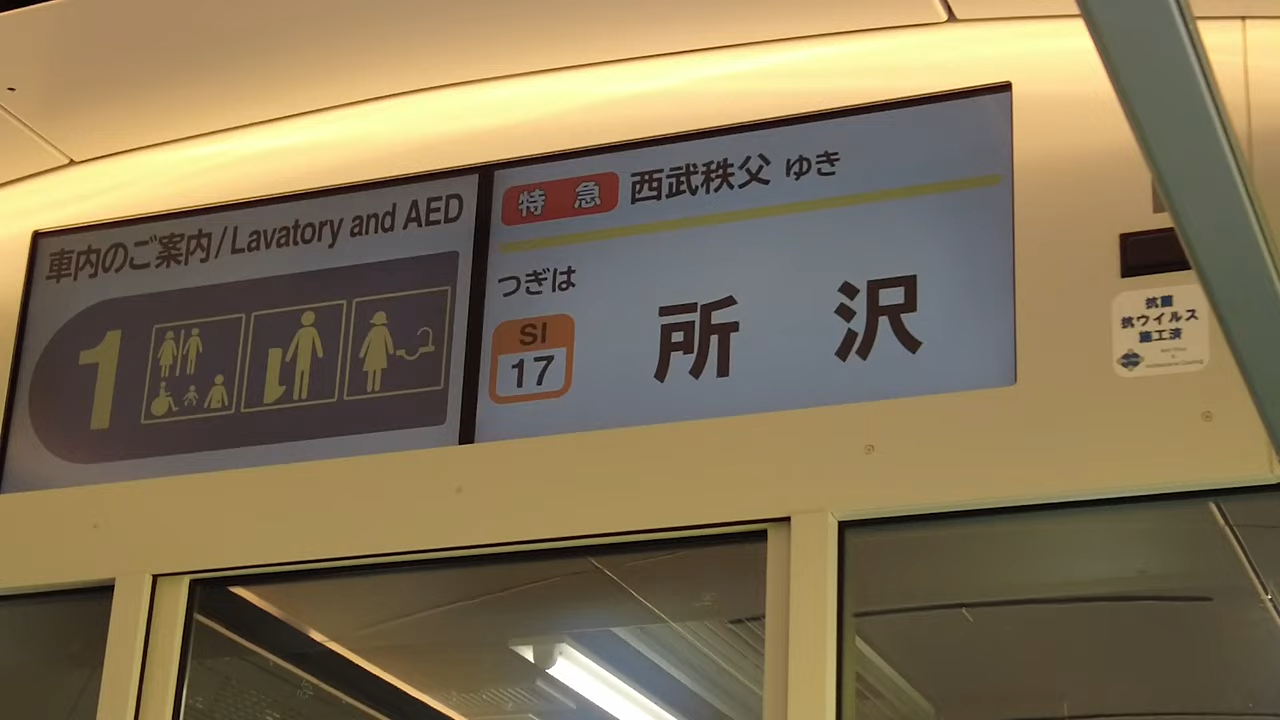 車内のご案内/Lavatory and AED
1
特急 西武秩父 ゆき
つぎは
SI
17
所沢
抗菌
抗ウイルス
施工済